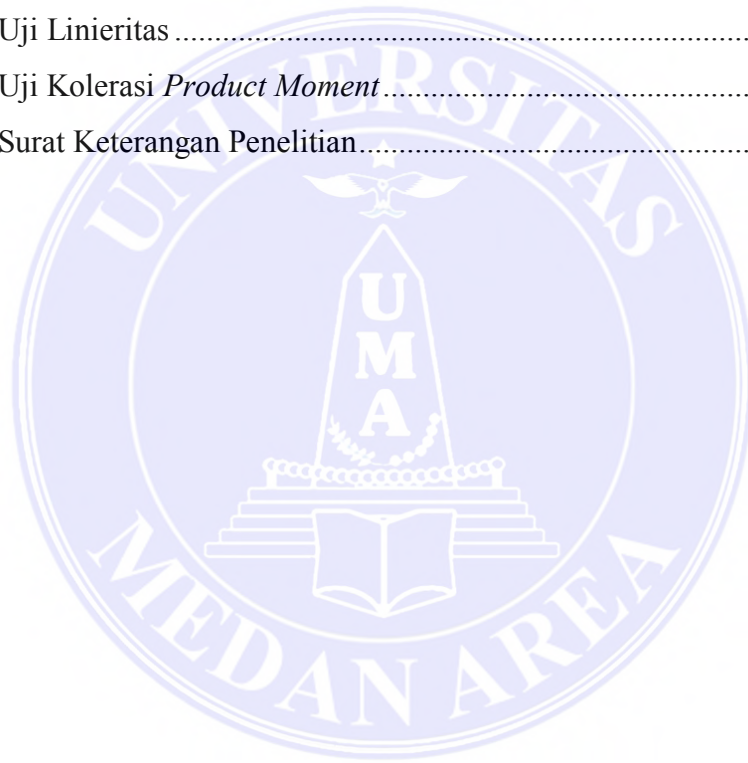 Uji Linieritas ........................................................................................
Uji Kolerasi Product Moment ........................................................
Surat Keterangan Penelitian ...........................................................
UNIVERSITAS
UMA
MEDAN AREA